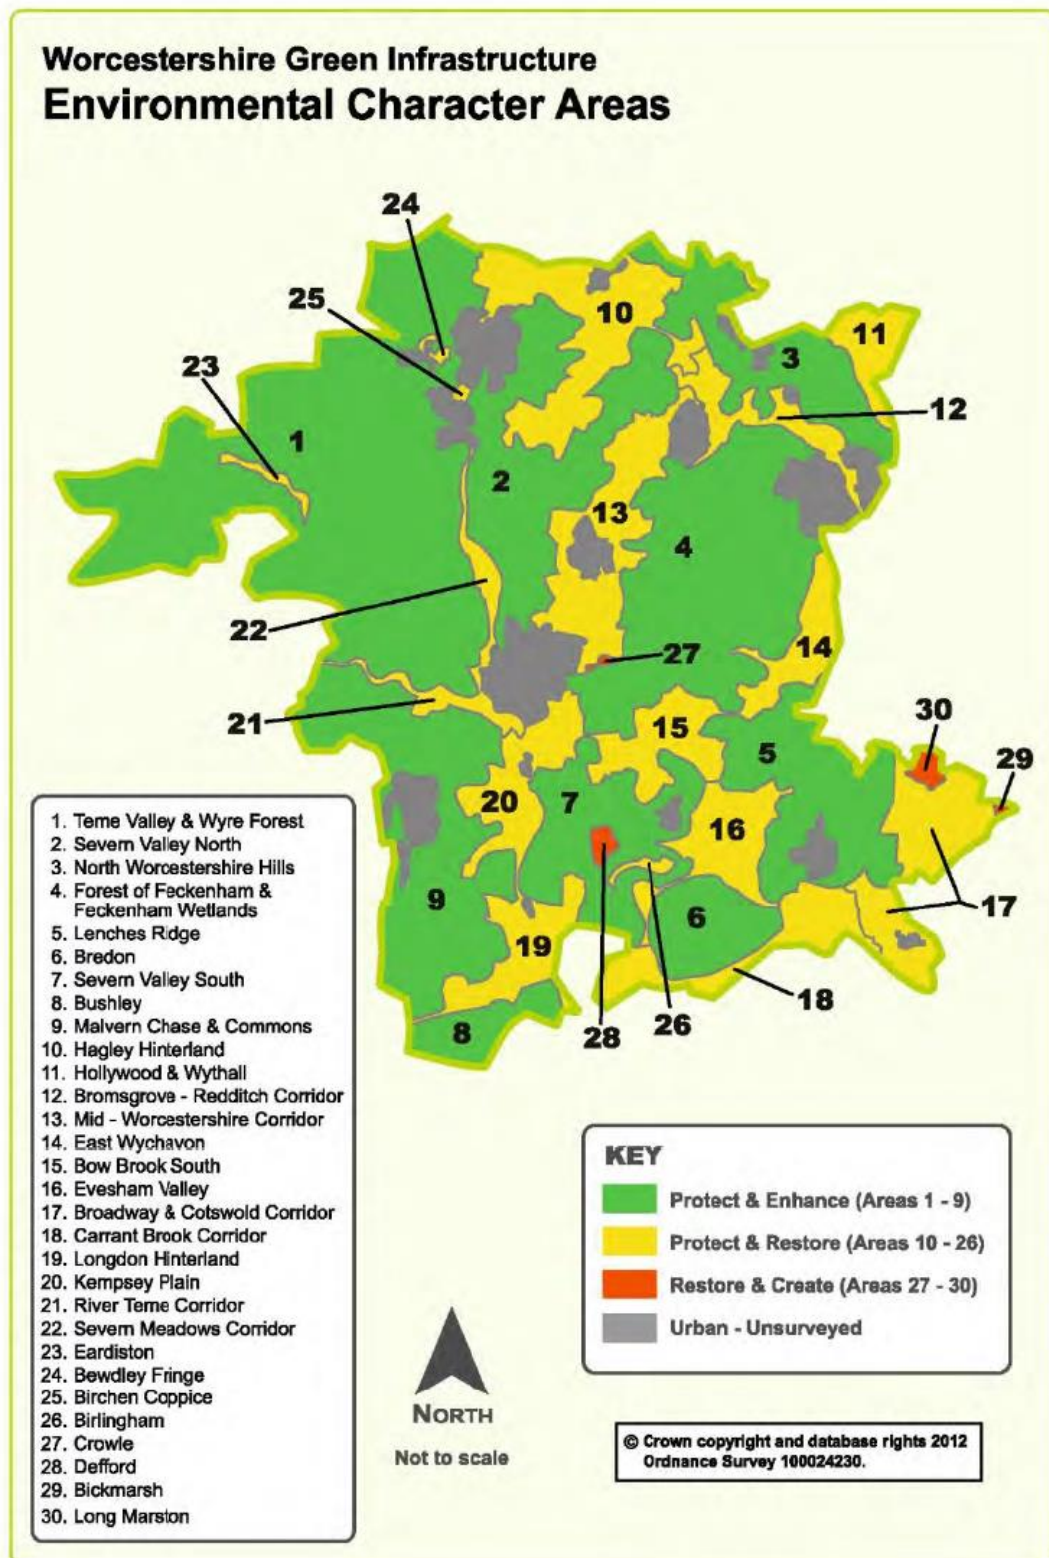 Worcestershire Green Infrastructure
Environmental Character Areas
24
25
10
11
23
3
1
12
2
13
4
22
27
14
21
15
5
30
29
20
7
16
9
6
17
19
18
8
28
26
1. Teme Valley & Wyre Forest
2. Severn Valley North
3. North Worcestershire Hills
4. Forest of Feckenham &
Feckenham Wetlands
5. Lenches Ridge
6. Bredon
7. Severn Valley South
8. Bushley
9. Malvern Chase & Commons
10. Hagley Hinterland
11. Hollywood & Wythall
12. Bromsgrove - Redditch Corridor
13. Mid - Worcestershire Corridor
14. East Wychavon
15. Bow Brook South
16. Evesham Valley
17. Broadway & Cotswold Corridor
18. Carrant Brook Corridor
19. Longdon Hinterland
20. Kempsey Plain
21. River Teme Corridor
22. Severn Meadows Corridor
23. Eardiston
24. Bewdley Fringe
25. Birchen Coppice
26. Birlingham
27. Crowle
28. Defford
29. Bickmarsh
30. Long Marston
NORTH
Not to scale
KEY
Protect & Enhance (Areas 1 - 9)
Protect & Restore (Areas 10 - 26)
Restore & Create (Areas 27 - 30)
Urban - Unsurveyed
© Crown copyright and database rights 2012
Ordnance Survey 100024230.